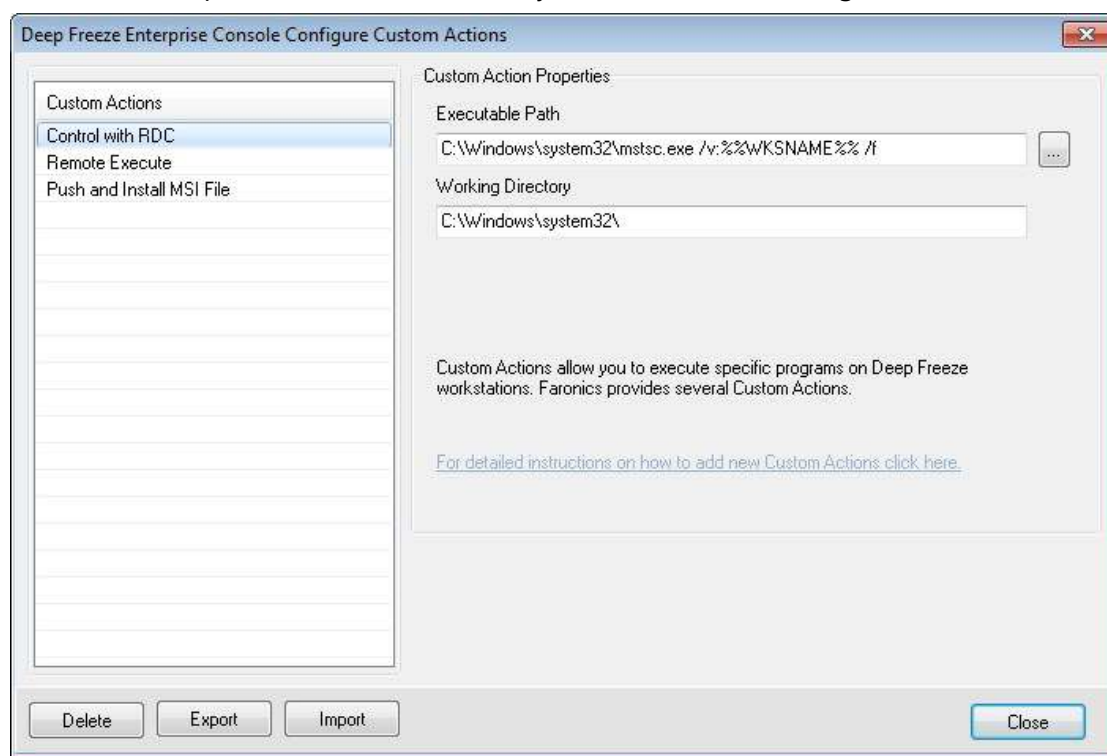 Deep Freeze Enterprise Console Configure Custom Actions
Custom Actions
Control with RDC
Remote Execute
Push and Install MSI File
Custom Action Properties
Executable Path
C:\Windows\system32\mstsc.exe /v:%%WKSNAME%% /f
...
Working Directory
C:\Windows\system32\
Custom Actions allow you to execute specific programs on Deep Freeze
workstations. Faronics provides several Custom Actions.
For detailed instructions on how to add new Custom Actions click here.
Delete
Export
Import
Close